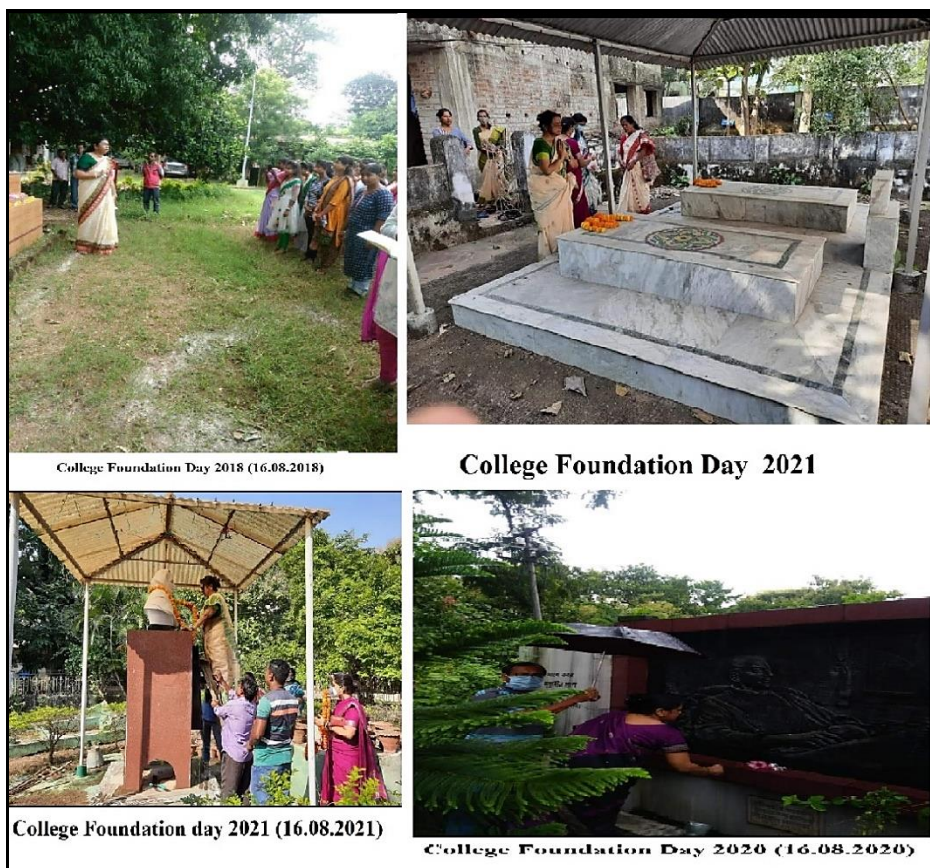 College Foundation Day 2018 (16.08.2018)
College Foundation Day 2021
College Foundation day 2021 (16.08.2021)
College Foundation Day 2020 (16.08.2020)